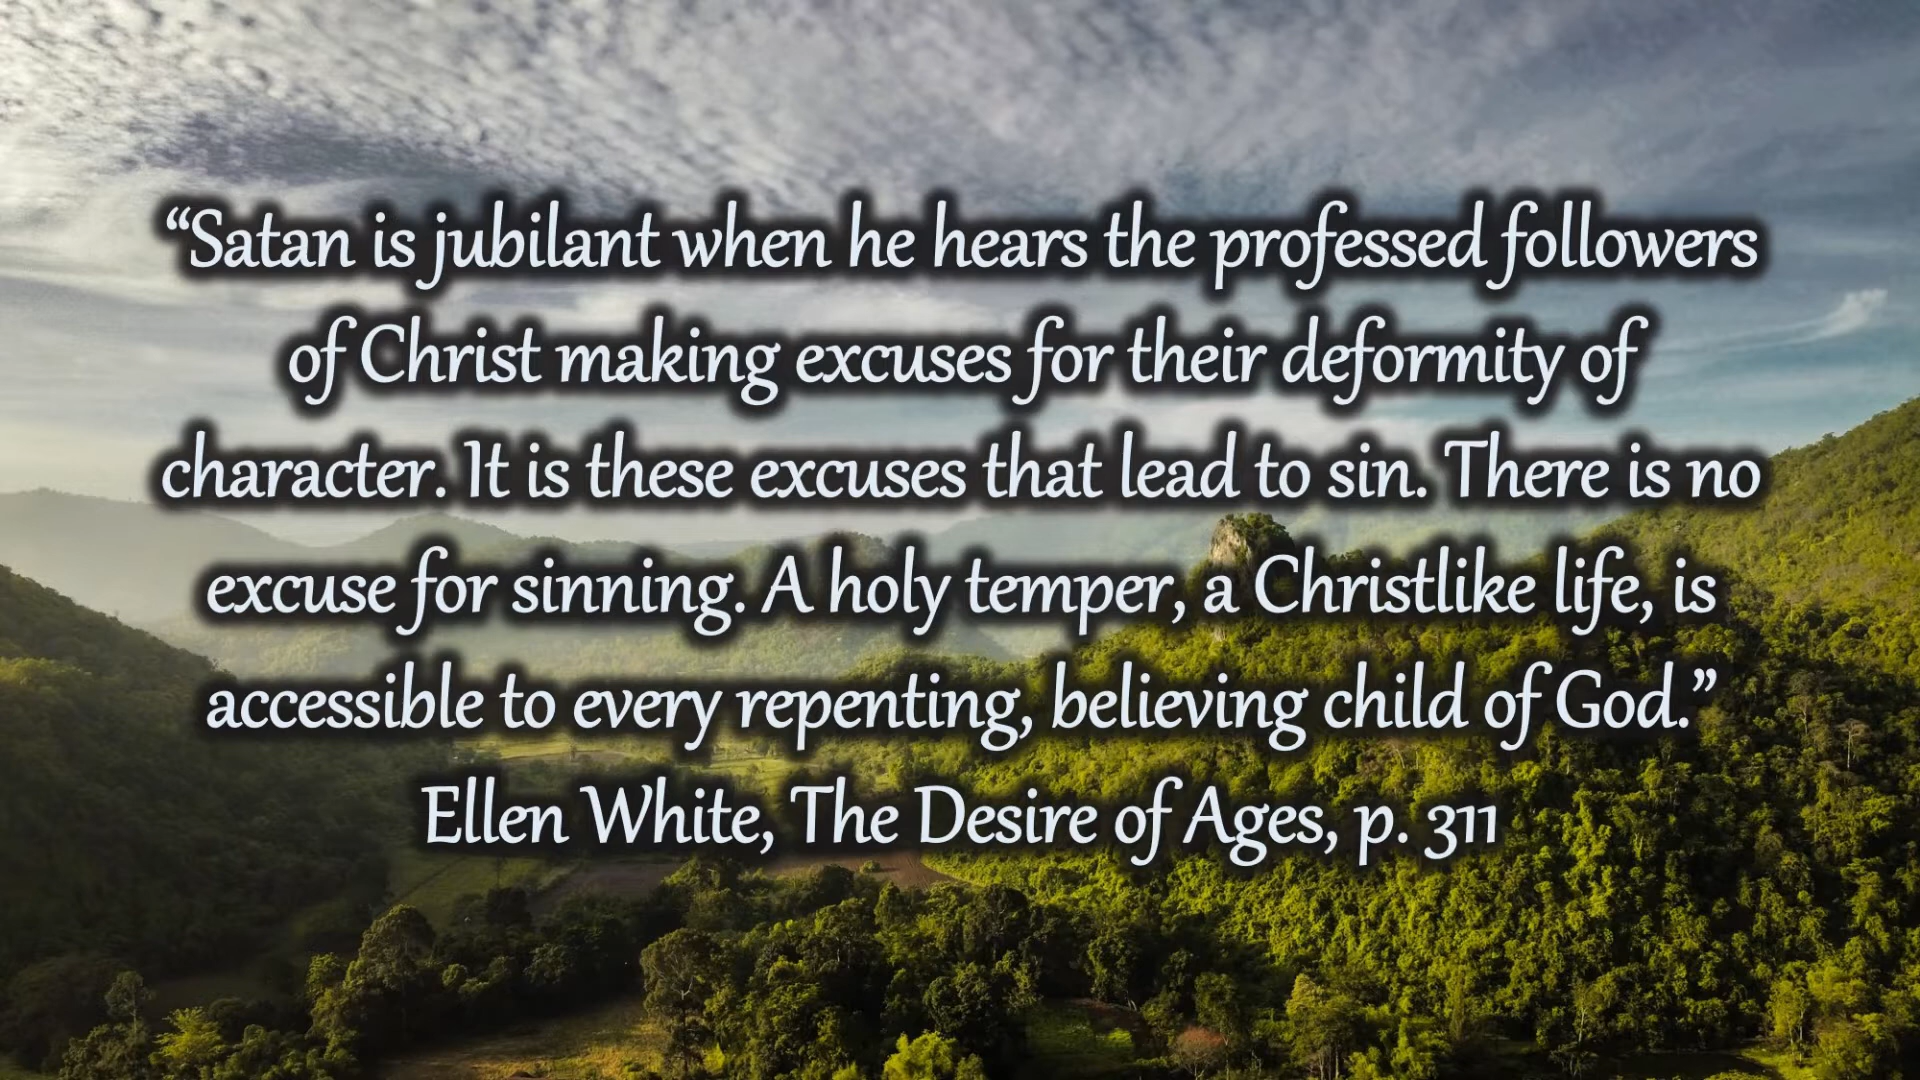 “Satan is jubilant when he hears the professed followers
of Christ making excuses for their deformity of
character. It is these excuses that lead to sin. There is no
excuse for sinning. A holy temper, a Christlike life, is
accessible to every repenting, believing child of God.”
Ellen White, The Desire of Ages, p. 311